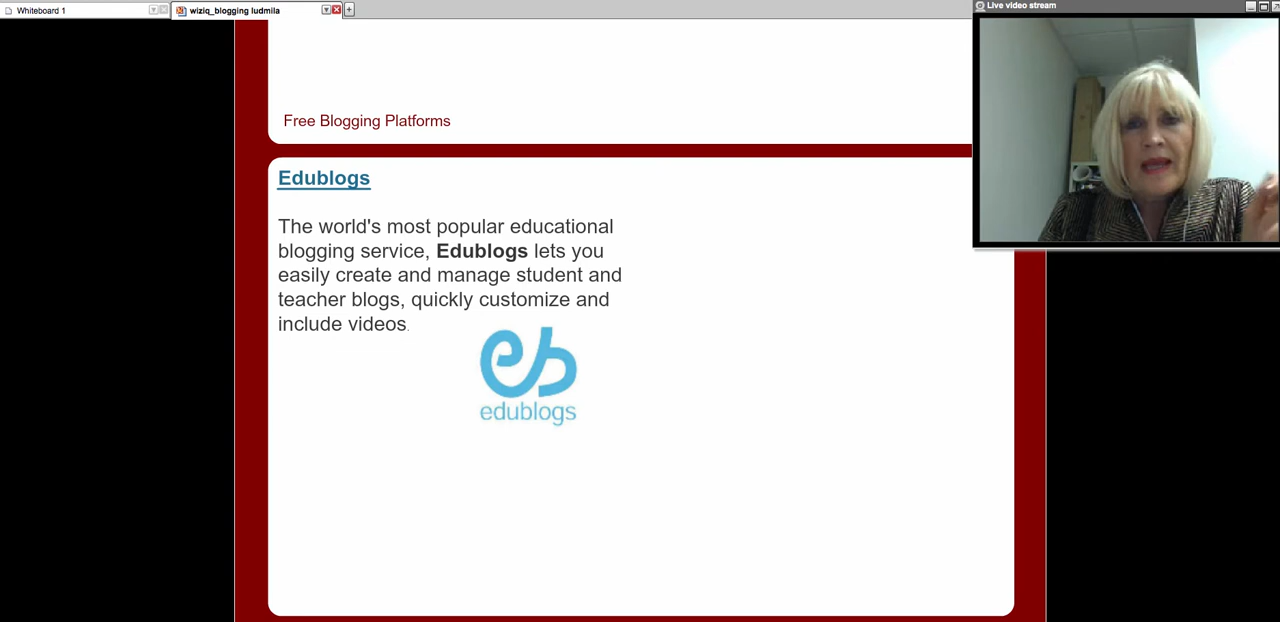 Whiteboard 1
wiziq_blogging ludmila
Live video stream
Free Blogging Platforms
Edublogs
The world's most popular educational
blogging service, Edublogs lets you
easily create and manage student and
teacher blogs, quickly customize and
include videos.
eb
edublogs